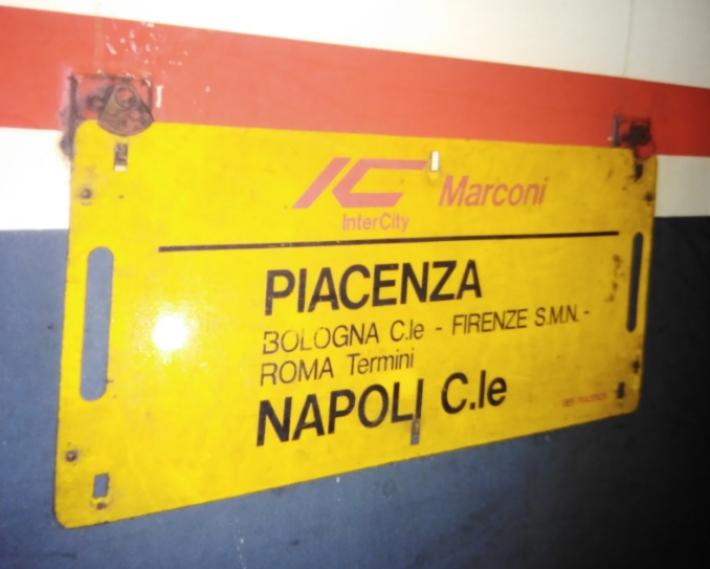 IC Marconi
InterCity
PIACENZA
BOLOGNA C.le - FIRENZE S.M.N. -
ROMA Termini
NAPOLI C.le